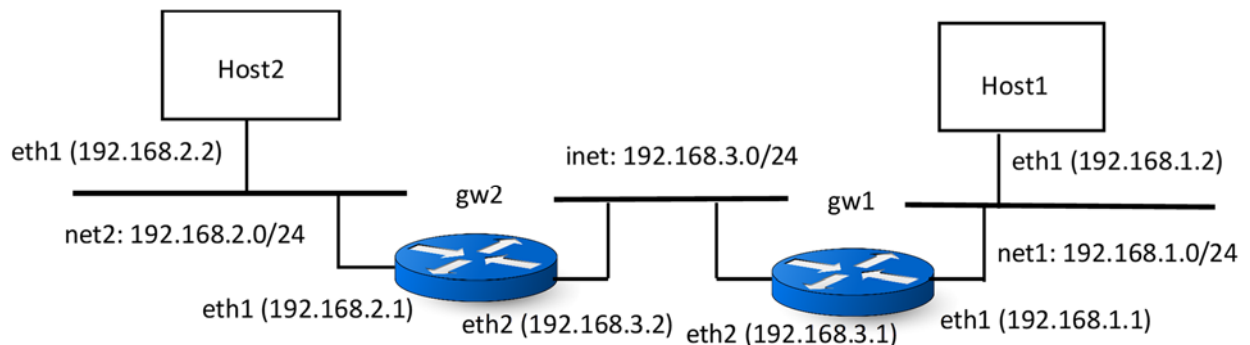 Host2
Host1
eth1 (192.168.2.2)
inet: 192.168.3.0/24
eth1 (192.168.1.2)
gw2
gw1
net2: 192.168.2.0/24
net1: 192.168.1.0/24
eth1 (192.168.2.1)
eth2 (192.168.3.2)
eth2 (192.168.3.1)
eth1 (192.168.1.1)